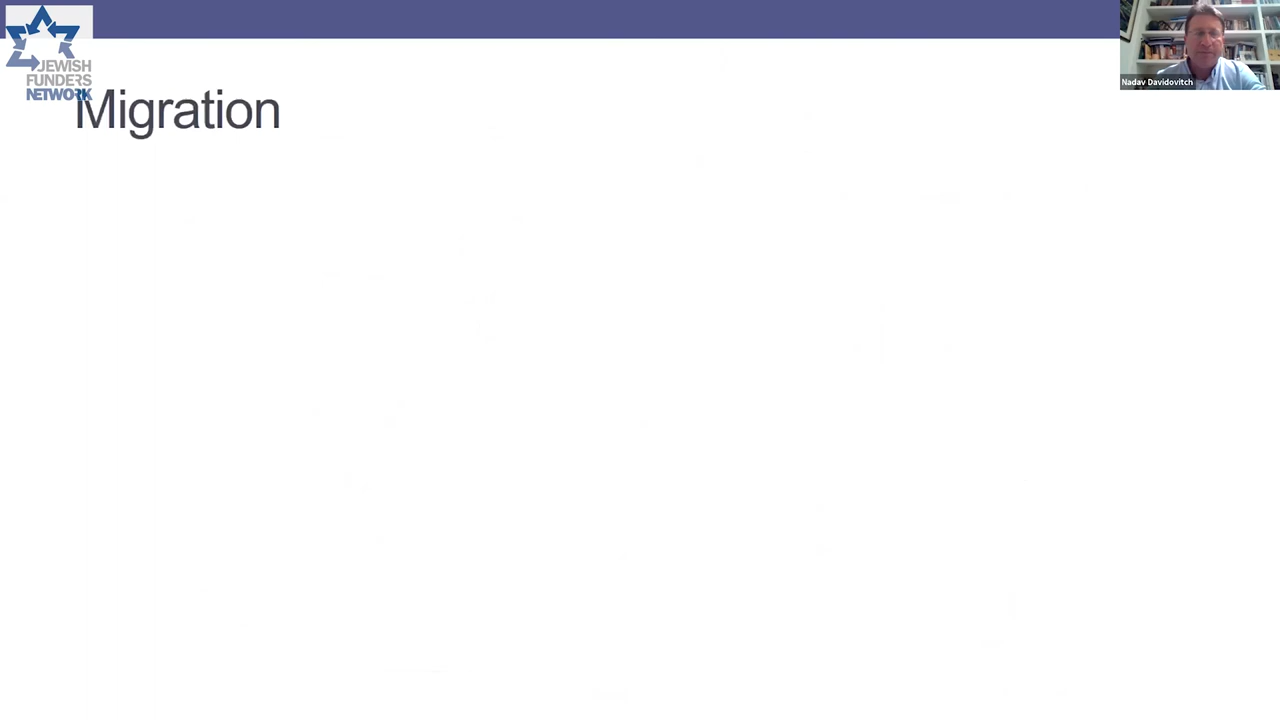 JEWISH
FUNDERS
NETWORK
Migration
Nadav Davidovitch